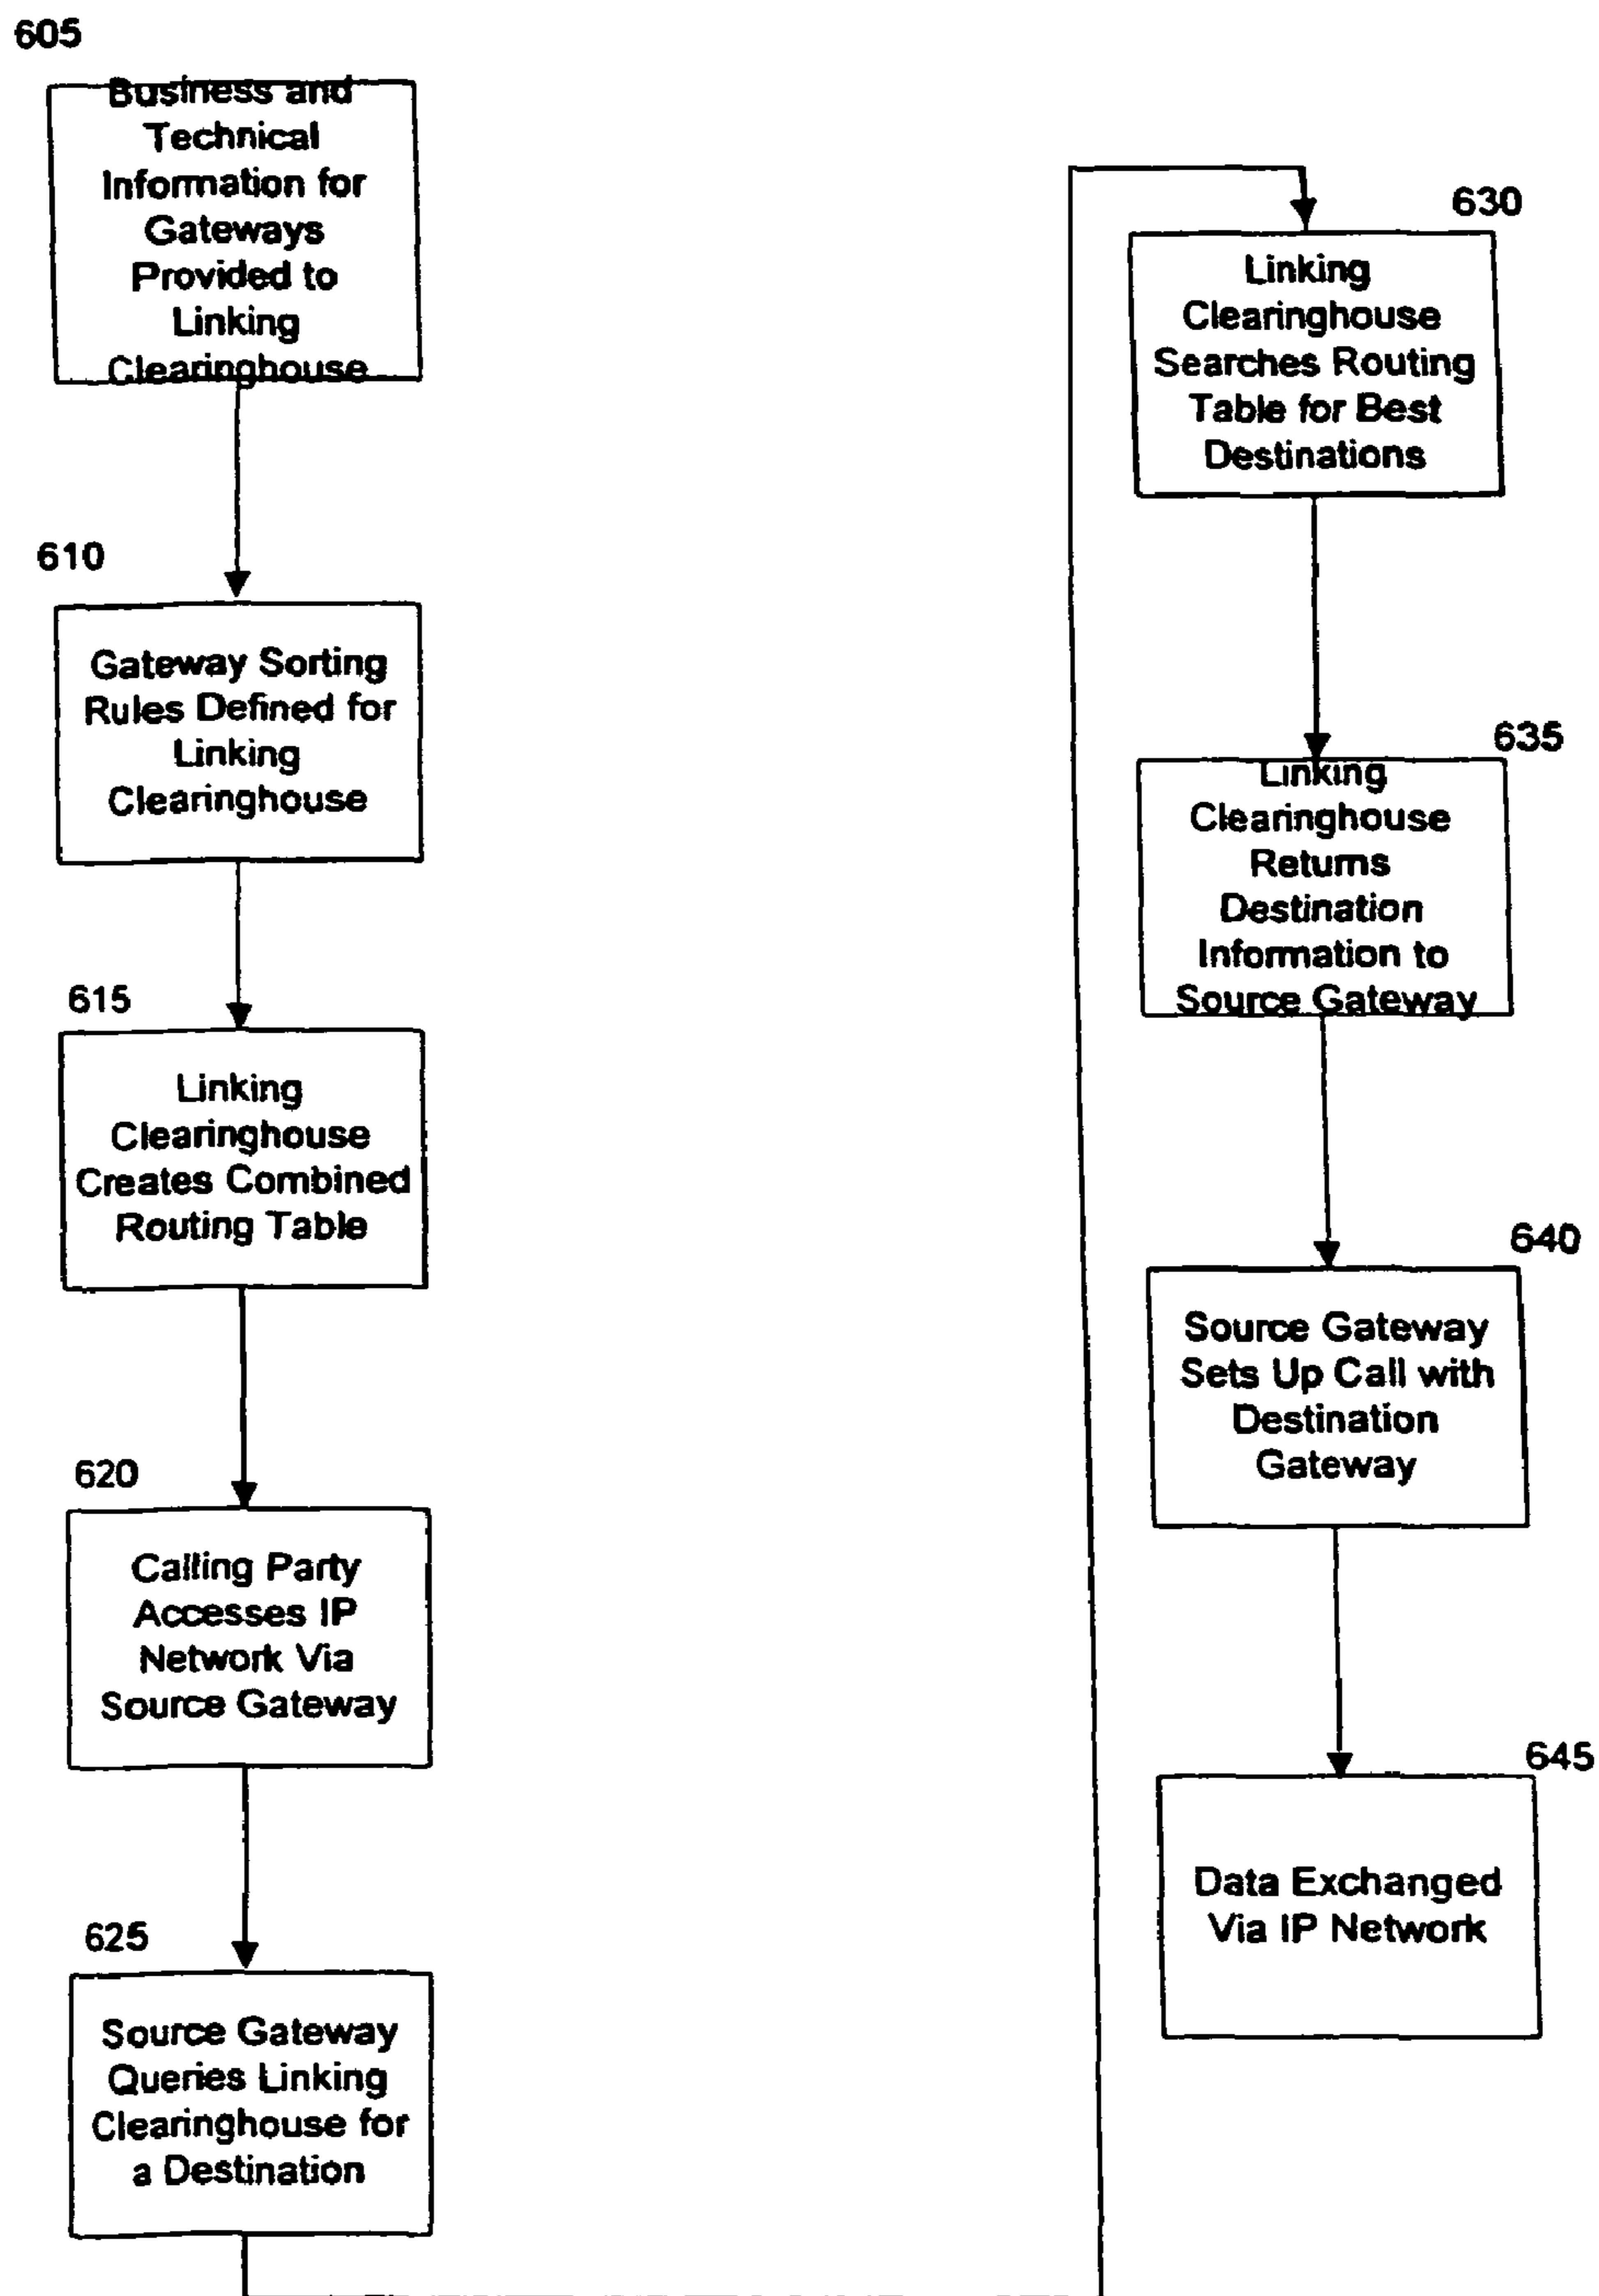 605
Business and
Technical
Information for
Gateways
Provided to
Linking
Clearinghouse
610
Gateway Sorting
Rules Defined for
Linking
Clearinghouse
615
Linking
Clearinghouse
Creates Combined
Routing Table
620
Calling Party
Accesses IP
Network Via
Source Gateway
625
Source Gateway
Queries Linking
Clearinghouse for
a Destination
630
Linking
Clearinghouse
Searches Routing
Table for Best
Destinations
635
Linking
Clearinghouse
Returns
Destination
Information to
Source Gateway
640
Source Gateway
Sets Up Call with
Destination
Gateway
645
Data Exchanged
Via IP Network